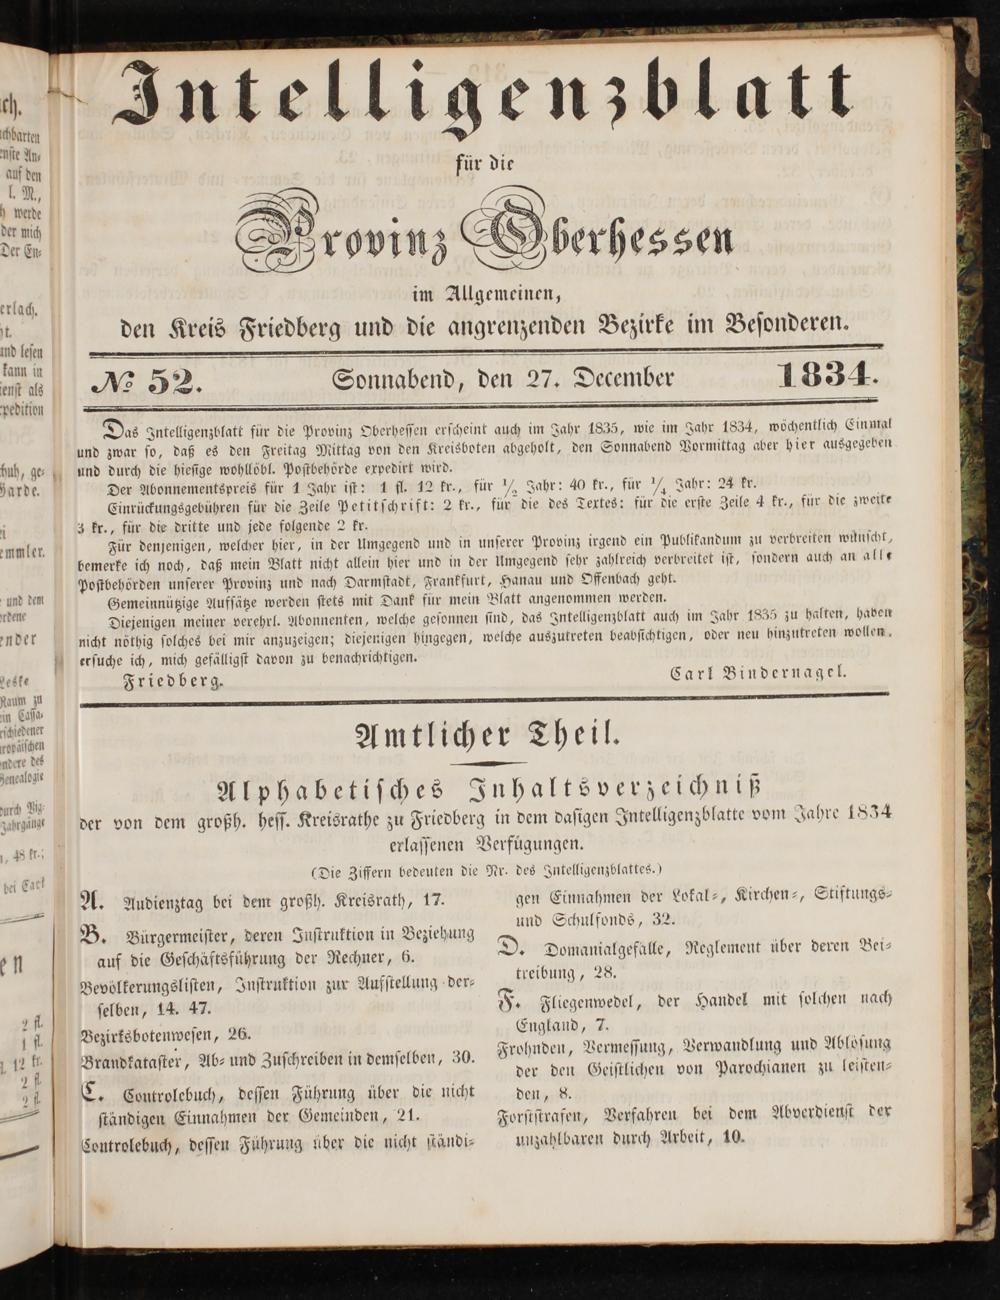 Intelligenzblatt
für die
Provinz Oberhessen
im Allgemeinen,
den Kreis Friedberg und die angrenzenden Bezirke im Besonderen.
№ 52.
Sonnabend, den 27. December
1834.
Das Intelligenzblatt für die Provinz Oberhessen erscheint auch im Jahr 1835, wie im Jahr 1834, wöchentlich Einmal
und zwar so, daß es den Freitag Mittag von den Kreisboten abgeholt, den Sonnabend Vormittag aber hier ausgegeben
und durch die hiesige wohllöbl. Postbehörde expedirt wird.
Der Abonnementspreis für 1 Jahr ist: 1 fl. 12 kr., für 1/2 Jahr: 40 kr., für 1/4 Jahr: 24 kr.
Einrückungsgebühren für die Zeile Petitschrift: 2 kr., für die des Textes: für die erste Zeile 4 kr., für die zweite
3 kr., für die dritte und jede folgende 2 kr.
Für denjenigen, welcher hier, in der Umgegend und in unserer Provinz irgend ein Publikandum zu verbreiten wünscht,
bemerke ich noch, daß mein Blatt nicht allein hier und in der Umgegend sehr zahlreich verbreitet ist, sondern auch an alle
Postbehörden unserer Provinz und nach Darmstadt, Frankfurt, Hanau und Offenbach geht.
Gemeinnützige Aufsätze werden stets mit Dank für mein Blatt angenommen werden.
Diejenigen meiner verehrl. Abonnenten, welche gesonnen sind, das Intelligenzblatt auch im Jahr 1835 zu halten, haben
nicht nöthig solches bei mir anzuzeigen; diejenigen hingegen, welche auszutreten beabsichtigen, oder neu hinzutreten wollen,
ersuche ich, mich gefälligst davon zu benachrichtigen.
Friedberg.
Carl Bindernagel.
Amtlicher Theil.
Alphabetisches Inhaltsverzeichniß
der von dem großh. hess. Kreisrathe zu Friedberg in dem dasigen Intelligenzblatte vom Jahre 1834
erlassenen Verfügungen.
(Die Ziffern bedeuten die Nr. des Intelligenzblattes.)
A. Audienztag bei dem großh. Kreisrath, 17.
B. Bürgermeister, deren Instruktion in Beziehung
auf die Geschäftsführung der Rechner, 6.
Bevölkerungslisten, Instruktion zur Aufstellung der-
selben, 14. 47.
Bezirksbotenwesen, 26.
Brandkataster, Ab- und Zuschreiben in demselben, 30.
C. Controlebuch, dessen Führung über die nicht
ständigen Einnahmen der Gemeinden, 21.
Controlebuch, dessen Führung über die nicht ständi-
gen Einnahmen der Lokal-, Kirchen-, Stiftungs-
und Schulfonds, 32.
D. Domanialgefälle, Reglement über deren Bei-
treibung, 28.
F. Fliegenwedel, der Handel mit solchen nach
England, 7.
Frohnden, Vermessung, Verwandlung und Ablösung
der den Geistlichen von Parochianen zu leisten-
den, 8.
Forststrafen, Verfahren bei dem Abverdienst der
unzahlbaren durch Arbeit, 10.